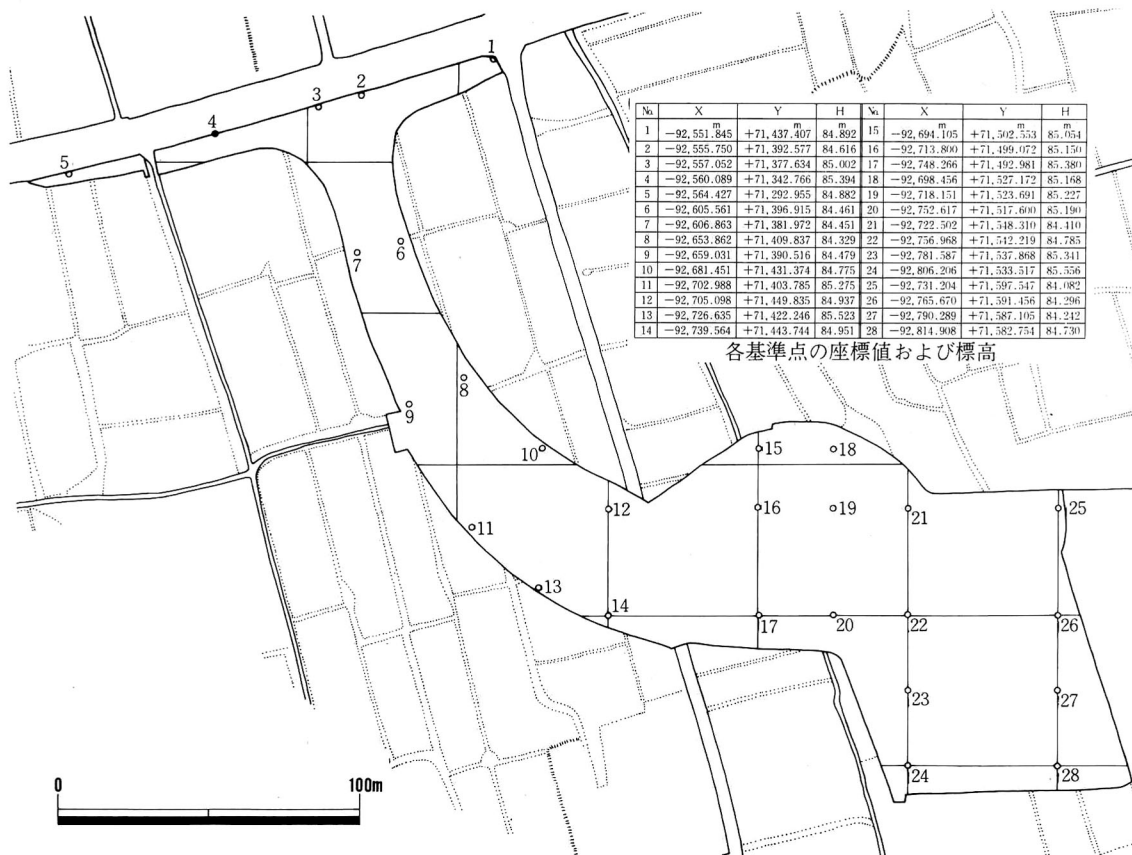 No. X Y H No. X Y H
m m m m m m
1 −92,551.845 +71,437.407 84.892 15 −92,694.105 +71,502.553 85.054
2 −92,555.750 +71,392.577 84.616 16 −92,713.800 +71,499.072 85.150
3 −92,557.052 +71,377.634 85.002 17 −92,748.266 +71,492.981 85.380
4 −92,560.089 +71,342.766 85.394 18 −92,698.456 +71,527.172 85.168
5 −92,564.427 +71,292.955 84.882 19 −92,718.151 +71,523.691 85.227
6 −92,605.561 +71,396.915 84.461 20 −92,752.617 +71,517.600 85.190
7 −92,606.863 +71,381.972 84.451 21 −92,722.502 +71,548.310 84.410
8 −92,653.862 +71,409.837 84.329 22 −92,756.968 +71,542.219 84.785
9 −92,659.031 +71,390.516 84.479 23 −92,781.587 +71,537.868 85.341
10 −92,681.451 +71,431.374 84.775 24 −92,806.206 +71,533.517 85.556
11 −92,702.988 +71,403.785 85.275 25 −92,731.204 +71,597.547 84.082
12 −92,705.098 +71,449.835 84.937 26 −92,765.670 +71,591.456 84.296
13 −92,726.635 +71,422.246 85.523 27 −92,790.289 +71,587.105 84.242
14 −92,739.564 +71,443.744 84.951 28 −92,814.908 +71,582.754 84.730
各基準点の座標値および標高
1
2
3
4
5
6
7
8
9
10
11
12
13
14
15
16
17
18
19
20
21
22
23
24
25
26
27
28
0 100m